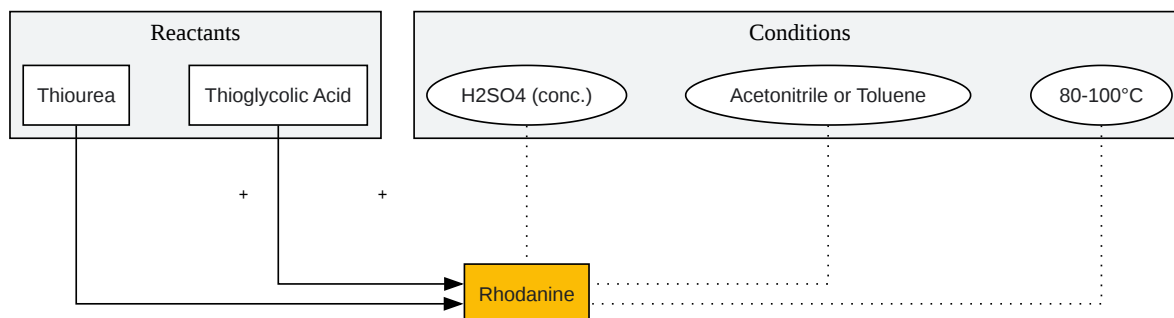 Reactants
Conditions
Thiourea
Thioglycolic Acid
H2SO4 (conc.)
Acetonitrile or Toluene
80-100°C
+
+
Rhodanine